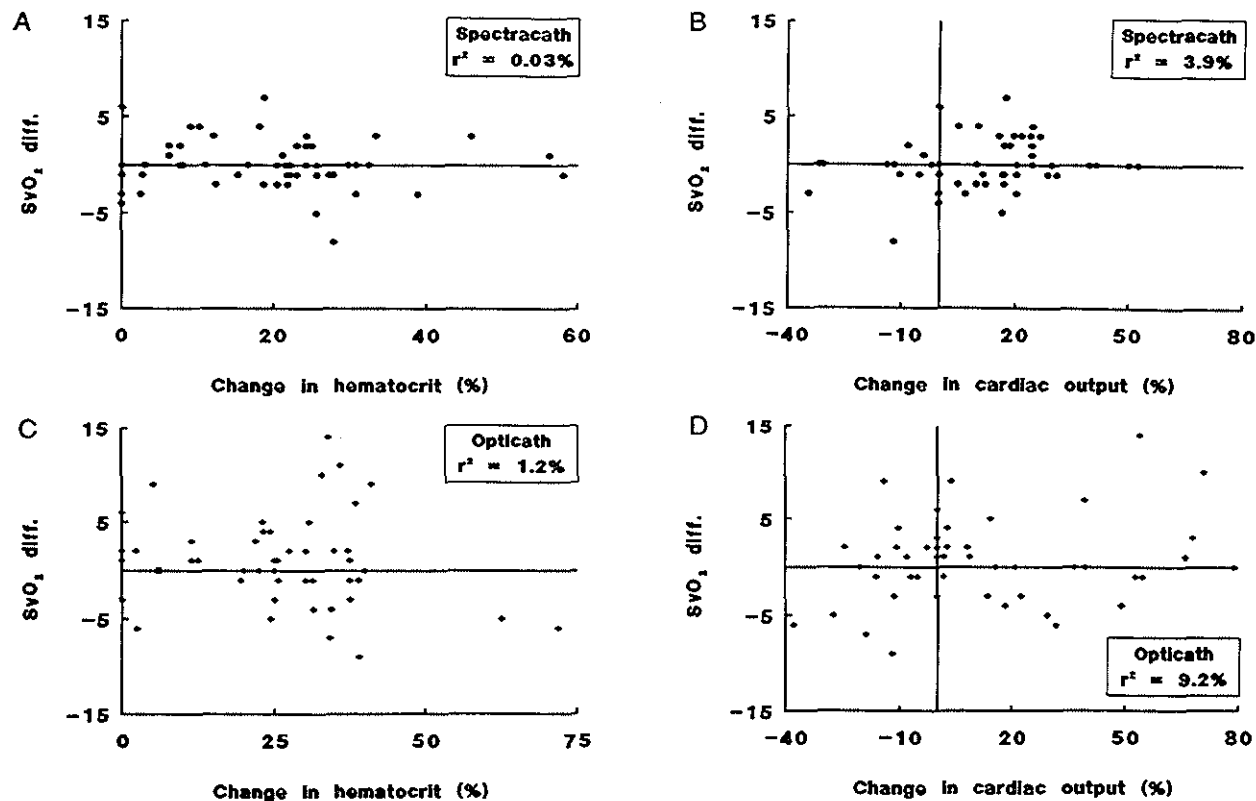 A
15
5
-5
-15
SvO₂ diff.
Spectracath
r² = 0.03%
0 20 40 60
Change in hematocrit (%)
B
15
5
-5
-15
SvO₂ diff.
Spectracath
r² = 3.9%
-40 -10 20 50 80
Change in cardiac output (%)
C
15
5
-5
-15
SvO₂ diff.
Opticath
r² = 1.2%
0 25 50 75
Change in hematocrit (%)
D
15
5
-5
-15
SvO₂ diff.
Opticath
r² = 9.2%
-40 -10 20 50 80
Change in cardiac output (%)